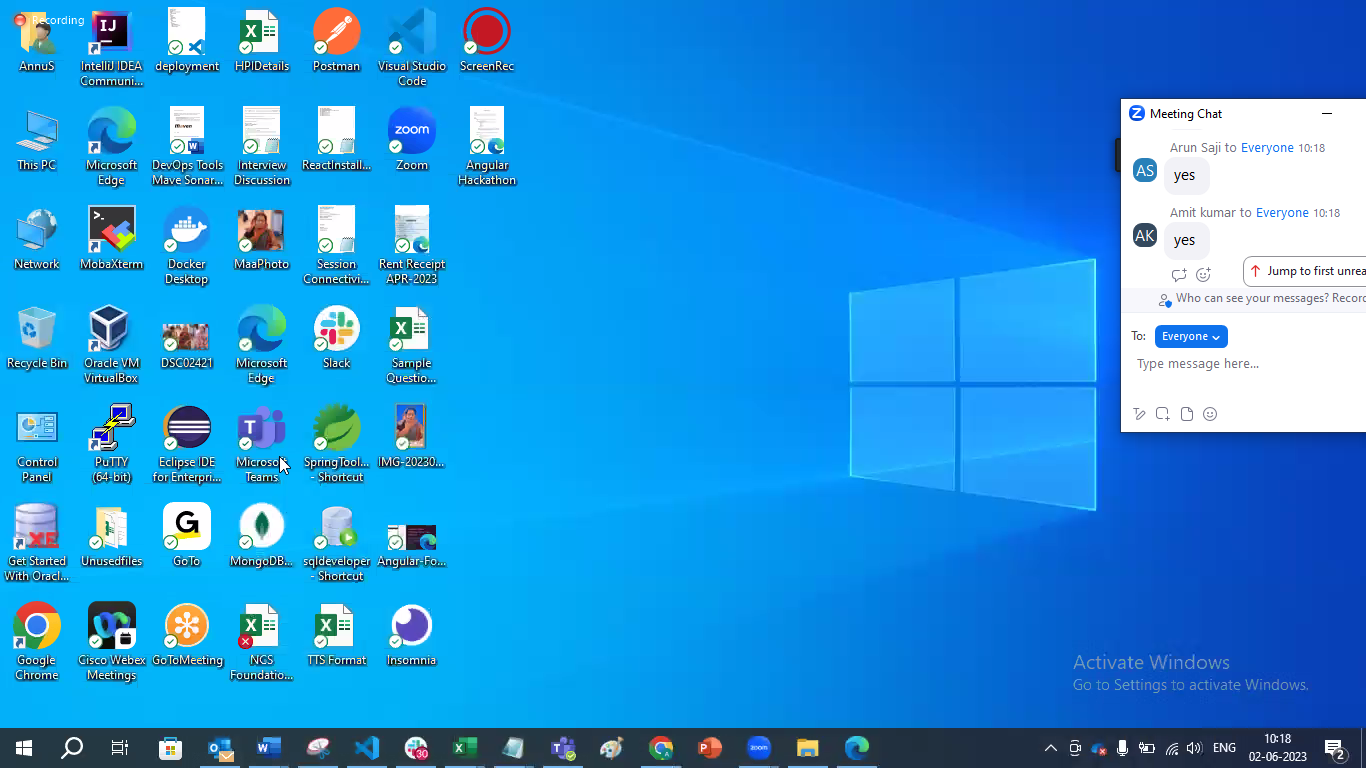 Recording
AnnuS
IntelliJ IDEA
Communi...
deployment
HPIDetails
Postman
Visual Studio
Code
ScreenRec
This PC
Microsoft
Edge
DevOps Tools
Mave Sonar...
Interview
Discussion
ReactInstall...
zoom
Zoom
Angular
Hackathon
Network
MobaXterm
Docker
Desktop
MaaPhoto
Session
Connectivi...
Rent Receipt
APR-2023
Recycle Bin
Oracle VM
VirtualBox
DSC02421
Microsoft
Edge
Slack
Sample
Questio...
Control
Panel
PuTTY
(64-bit)
Eclipse IDE
for Enterpri...
Microsoft
Teams
SpringTool...
- Shortcut
IMG-20230...
Get Started
With Oracl...
Unusedfiles
GoTo
MongoDB...
sqldeveloper
- Shortcut
Angular-Fo...
Google
Chrome
Cisco Webex
Meetings
GoToMeeting
NCS
Foundatio...
TTS Format
Insomnia
Meeting Chat
Arun Saji to Everyone 10:18
AS
yes
Amit kumar to Everyone 10:18
AK
yes
Jump to first unrea
Who can see your messages? Recor
To: Everyone
Type message here...
Activate Windows
Go to Settings to activate Windows.
30
zoom
ENG
10:18
02-06-2023
2